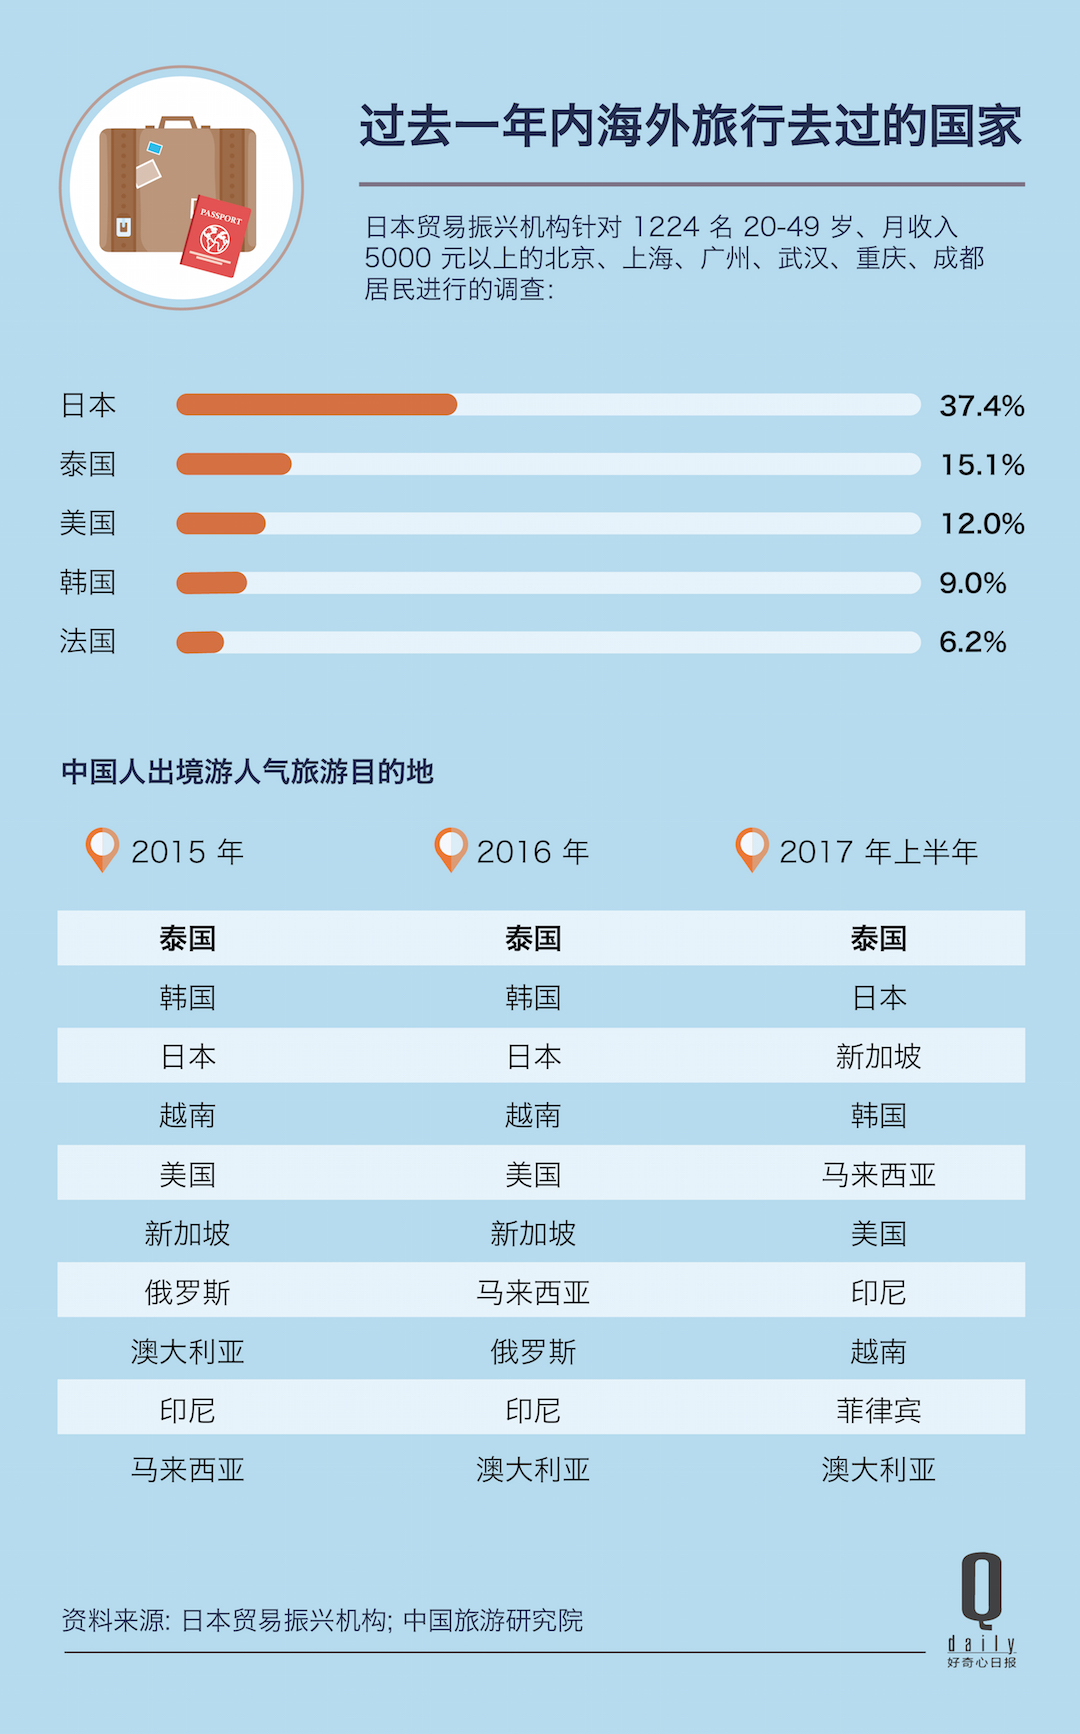 PASSPORT
过去一年内海外旅行去过的国家
日本贸易振兴机构针对 1224 名 20-49 岁、月收入
5000 元以上的北京、上海、广州、武汉、重庆、成都
居民进行的调查:
日本 37.4%
泰国 15.1%
美国 12.0%
韩国 9.0%
法国 6.2%
中国人出境游人气旅游目的地
2015 年 2016 年 2017 年上半年
泰国 泰国 泰国
韩国 韩国 日本
日本 日本 新加坡
越南 越南 韩国
美国 美国 马来西亚
新加坡 新加坡 美国
俄罗斯 马来西亚 印尼
澳大利亚 俄罗斯 越南
印尼 印尼 菲律宾
马来西亚 澳大利亚 澳大利亚
资料来源: 日本贸易振兴机构; 中国旅游研究院
Q
daily
好奇心日报